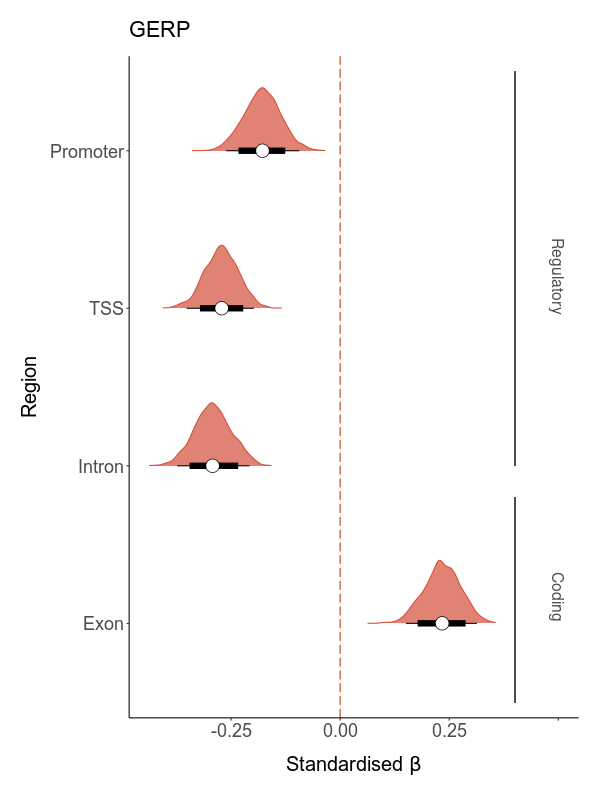 GERP
Promoter
TSS
Intron
Exon
Region
Regulatory
Coding
-0.25
0.00
0.25
Standardised β